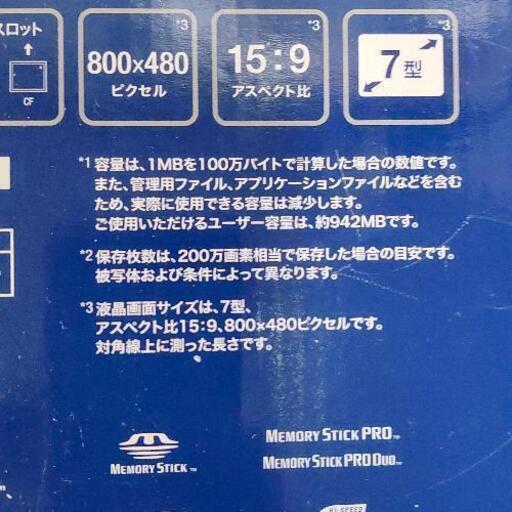 スロット
CF
*3
800×480
ピクセル
*3
15:9
アスペクト比
*3
7型
*1 容量は、1MBを100万バイトで計算した場合の数値です。
また、管理用ファイル、アプリケーションファイルなどを含む
ため、実際に使用できる容量は減少します。
ご使用いただけるユーザー容量は、約942MBです。
*2 保存枚数は、200万画素相当で保存した場合の目安です。
被写体および条件によって異なります。
*3 液晶画面サイズは、7型、
アスペクト比15:9、800×480ピクセルです。
対角線上に測った長さです。
MEMORY STICK TM
MEMORY STICK PRO TM
MEMORY STICK PRO DUO TM
HI-SPEED